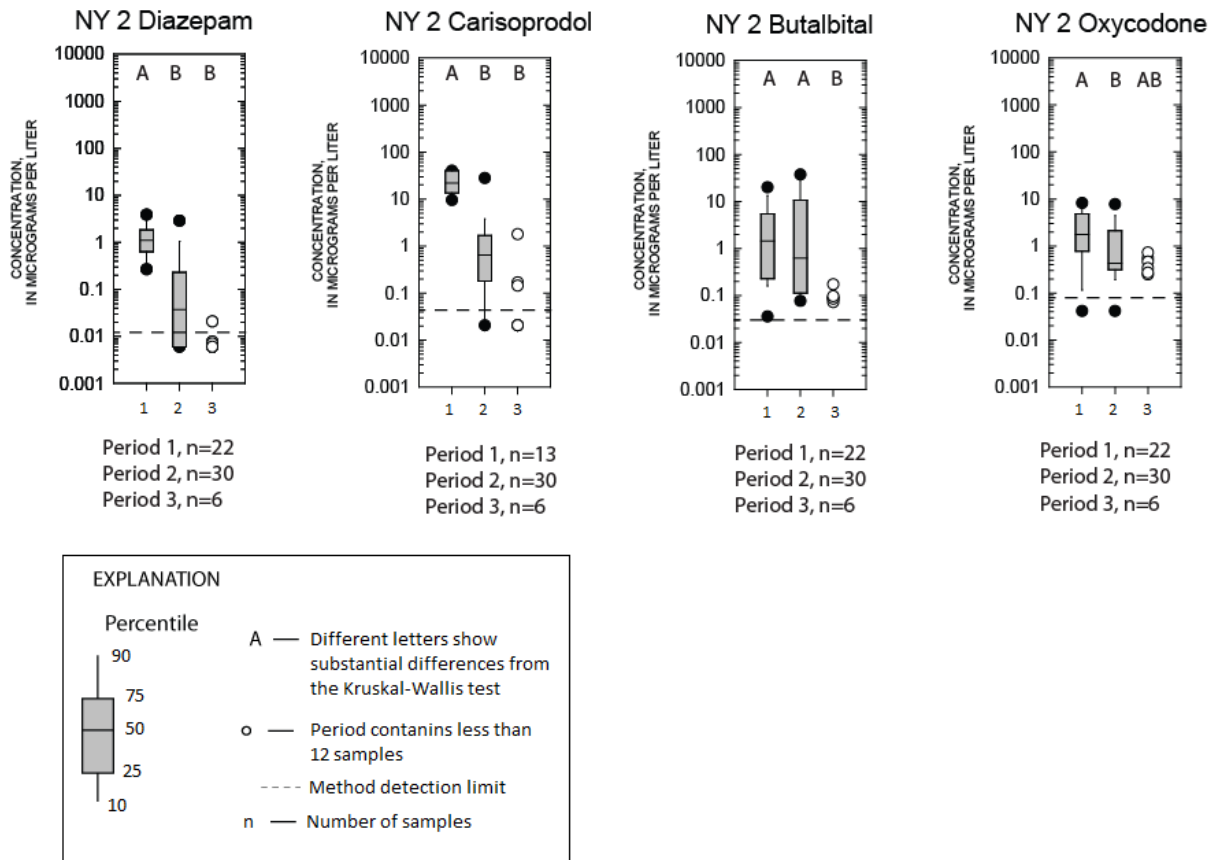 NY 2 Diazepam
CONCENTRATION,
IN MICROGRAMS PER LITER
10000
1000
100
10
1
0.1
0.01
0.001
A B B
1 2 3
Period 1, n=22
Period 2, n=30
Period 3, n=6
NY 2 Carisoprodol
CONCENTRATION,
IN MICROGRAMS PER LITER
10000
1000
100
10
1
0.1
0.01
0.001
A B B
1 2 3
Period 1, n=13
Period 2, n=30
Period 3, n=6
NY 2 Butalbital
CONCENTRATION,
IN MICROGRAMS PER LITER
10000
1000
100
10
1
0.1
0.01
0.001
A A B
1 2 3
Period 1, n=22
Period 2, n=30
Period 3, n=6
NY 2 Oxycodone
CONCENTRATION,
IN MICROGRAMS PER LITER
10000
1000
100
10
1
0.1
0.01
0.001
A B AB
1 2 3
Period 1, n=22
Period 2, n=30
Period 3, n=6
EXPLANATION
Percentile
90
75
50
25
10
A — Different letters show
substantial differences from
the Kruskal-Wallis test
Period contanins less than
12 samples
Method detection limit
n — Number of samples